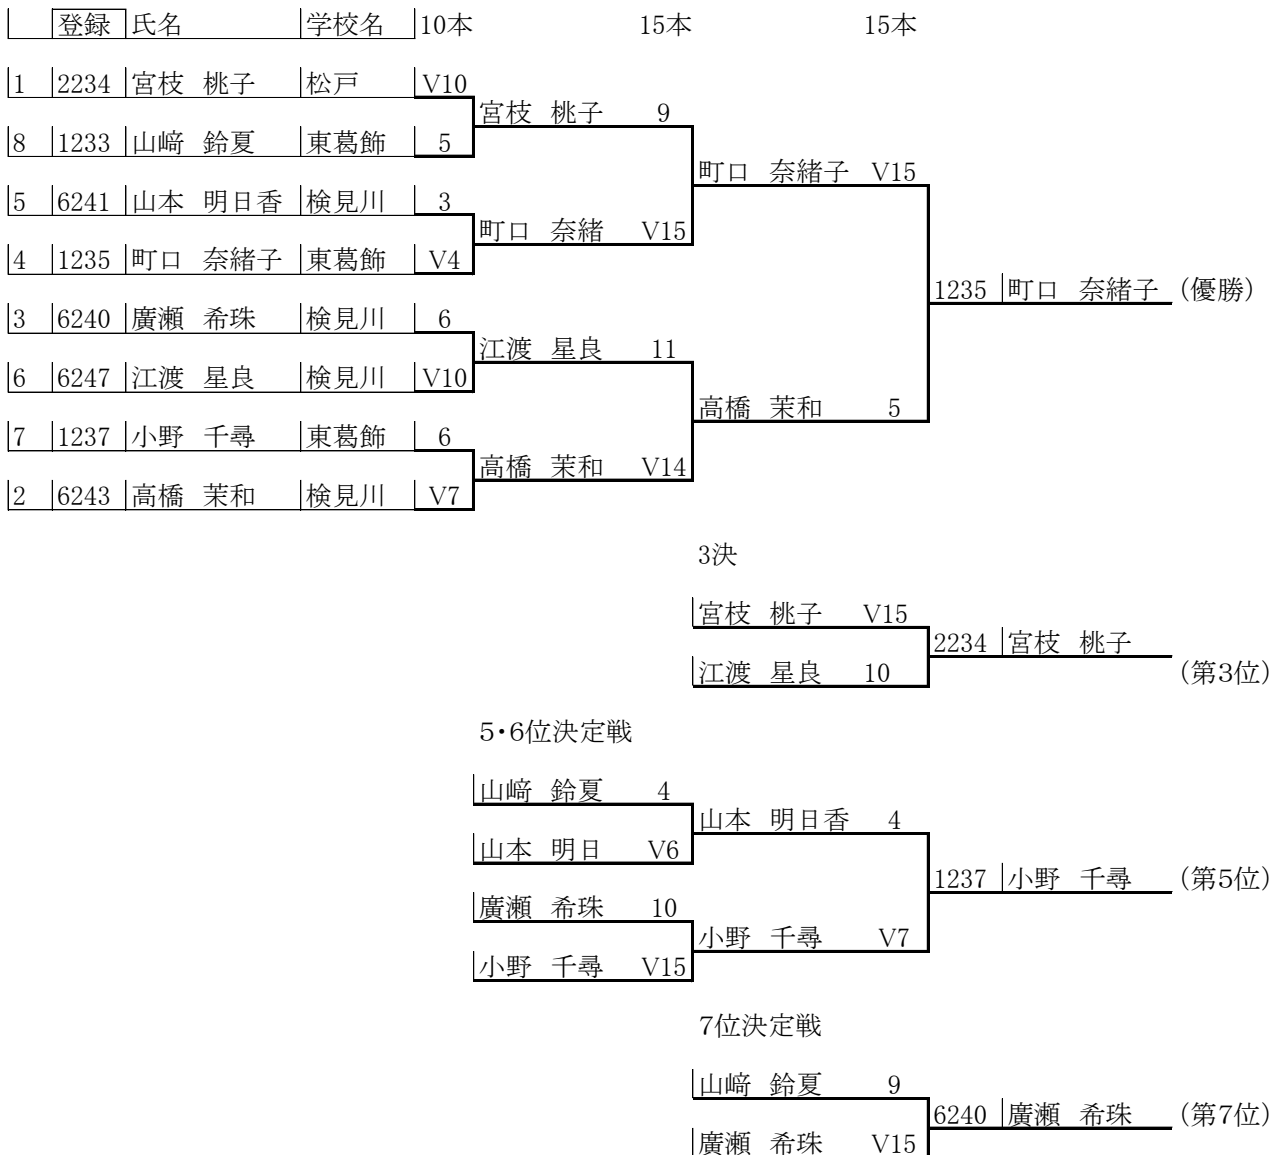 登録 氏名 学校名 10本 15本 15本
1 2234 宮枝 桃子 松戸 V10
宮枝 桃子 9
8 1233 山﨑 鈴夏 東葛飾 5
町口 奈緒子 V15
5 6241 山本 明日香 検見川 3
町口 奈緒 V15
4 1235 町口 奈緒子 東葛飾 V4
1235 町口 奈緒子 (優勝)
3 6240 廣瀬 希珠 検見川 6
江渡 星良 11
6 6247 江渡 星良 検見川 V10
高橋 茉和 5
7 1237 小野 千尋 東葛飾 6
高橋 茉和 V14
2 6243 高橋 茉和 検見川 V7
3決
宮枝 桃子 V15
2234 宮枝 桃子
江渡 星良 10 (第3位)
5・6位決定戦
山﨑 鈴夏 4
山本 明日香 4
山本 明日 V6
1237 小野 千尋 (第5位)
廣瀬 希珠 10
小野 千尋 V7
小野 千尋 V15
7位決定戦
山﨑 鈴夏 9
6240 廣瀬 希珠 (第7位)
廣瀬 希珠 V15